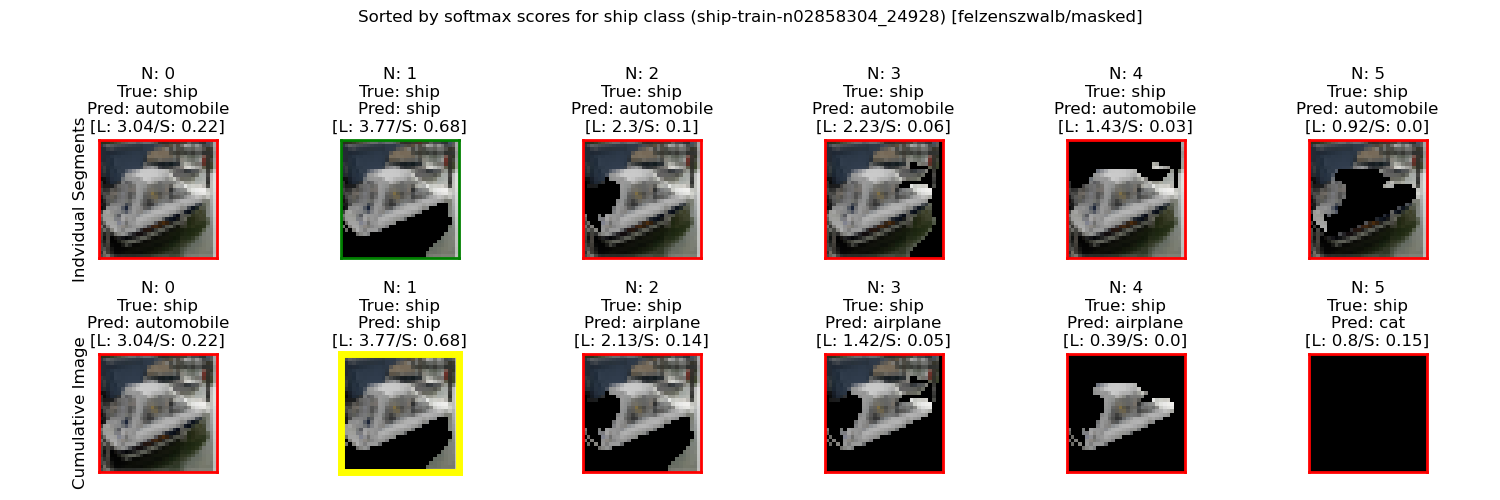 Sorted by softmax scores for ship class (ship-train-n02858304_24928) [felzenszwalb/masked]
Indvidual Segments
N: 0
True: ship
Pred: automobile
[L: 3.04/S: 0.22]
N: 1
True: ship
Pred: ship
[L: 3.77/S: 0.68]
N: 2
True: ship
Pred: automobile
[L: 2.3/S: 0.1]
N: 3
True: ship
Pred: automobile
[L: 2.23/S: 0.06]
N: 4
True: ship
Pred: automobile
[L: 1.43/S: 0.03]
N: 5
True: ship
Pred: automobile
[L: 0.92/S: 0.0]
Cumulative Image
N: 0
True: ship
Pred: automobile
[L: 3.04/S: 0.22]
N: 1
True: ship
Pred: ship
[L: 3.77/S: 0.68]
N: 2
True: ship
Pred: airplane
[L: 2.13/S: 0.14]
N: 3
True: ship
Pred: airplane
[L: 1.42/S: 0.05]
N: 4
True: ship
Pred: airplane
[L: 0.39/S: 0.0]
N: 5
True: ship
Pred: cat
[L: 0.8/S: 0.15]